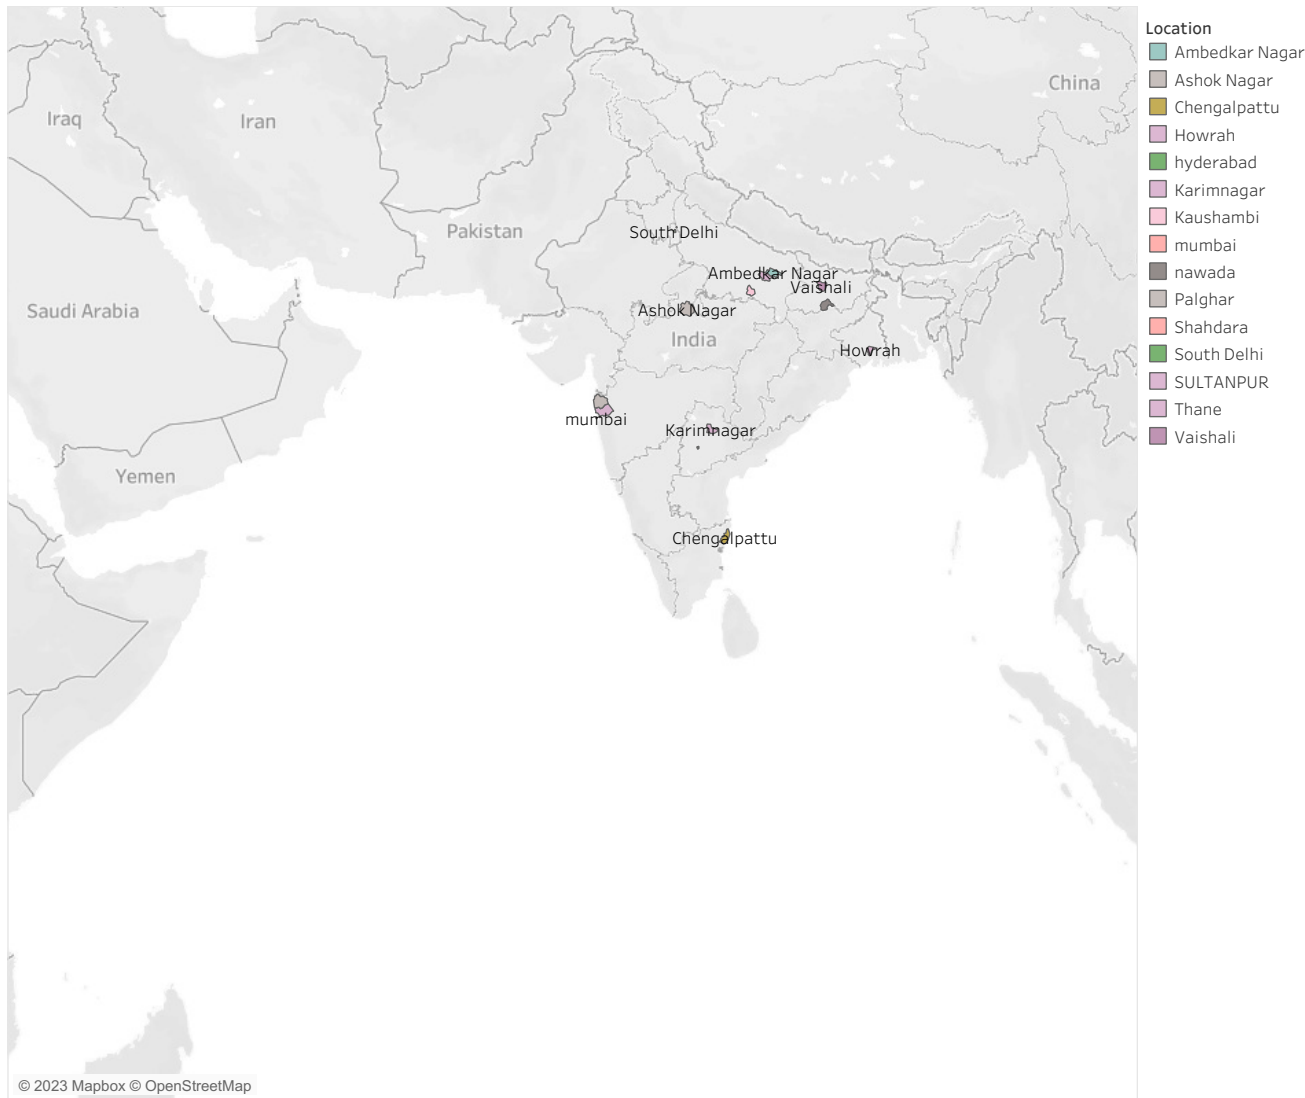 Location
Ambedkar Nagar
Ashok Nagar
Chengalpattu
Howrah
hyderabad
Karimnagar
Kaushambi
mumbai
nawada
Palghar
Shahdara
South Delhi
SULTANPUR
Thane
Vaishali
China
Iraq
Iran
Pakistan
South Delhi
Ambedkar Nagar
Vaishali
Saudi Arabia
Ashok Nagar
India
Howrah
mumbai
Karimnagar
Yemen
Chengalpattu
© 2023 Mapbox © OpenStreetMap